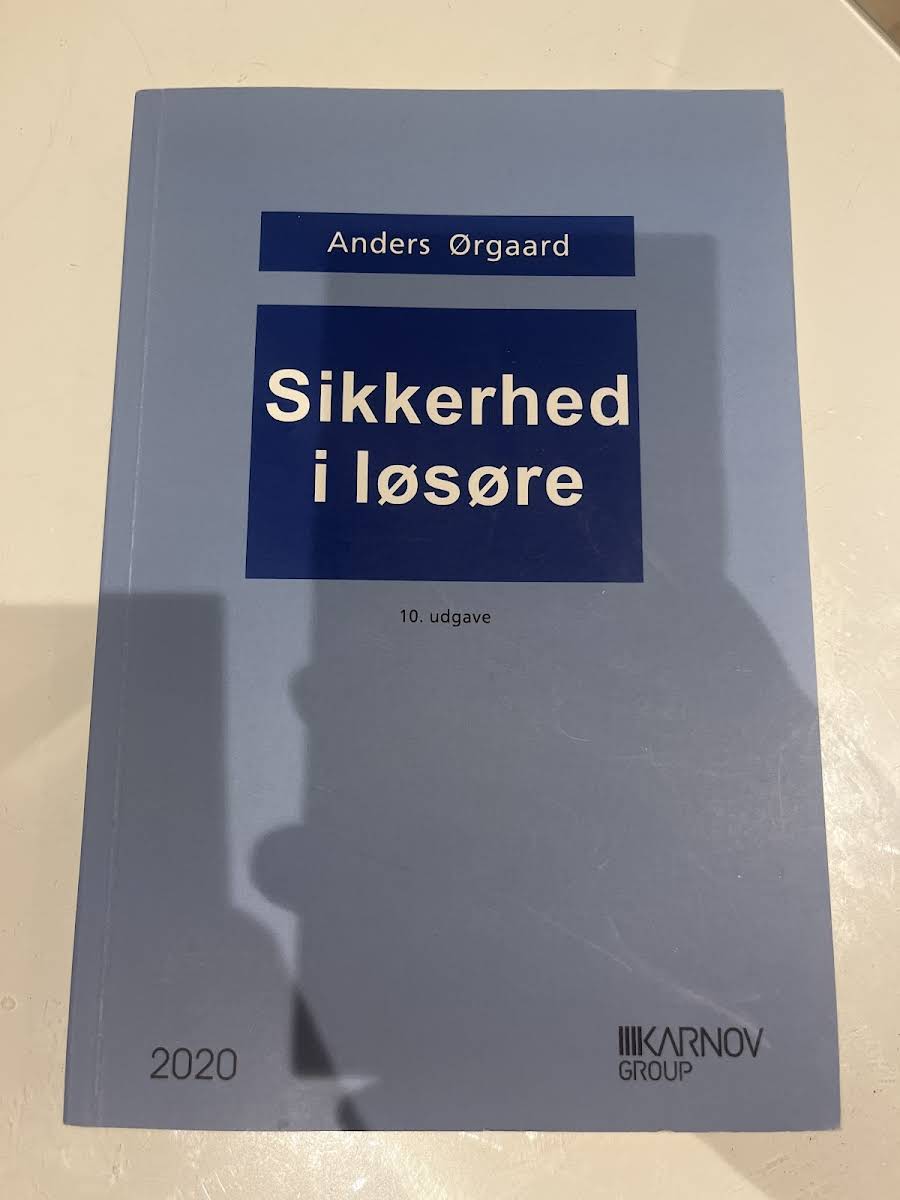 Anders Ørgaard
Sikkerhed
i løsøre
10. udgave
2020
KARNOV
GROUP